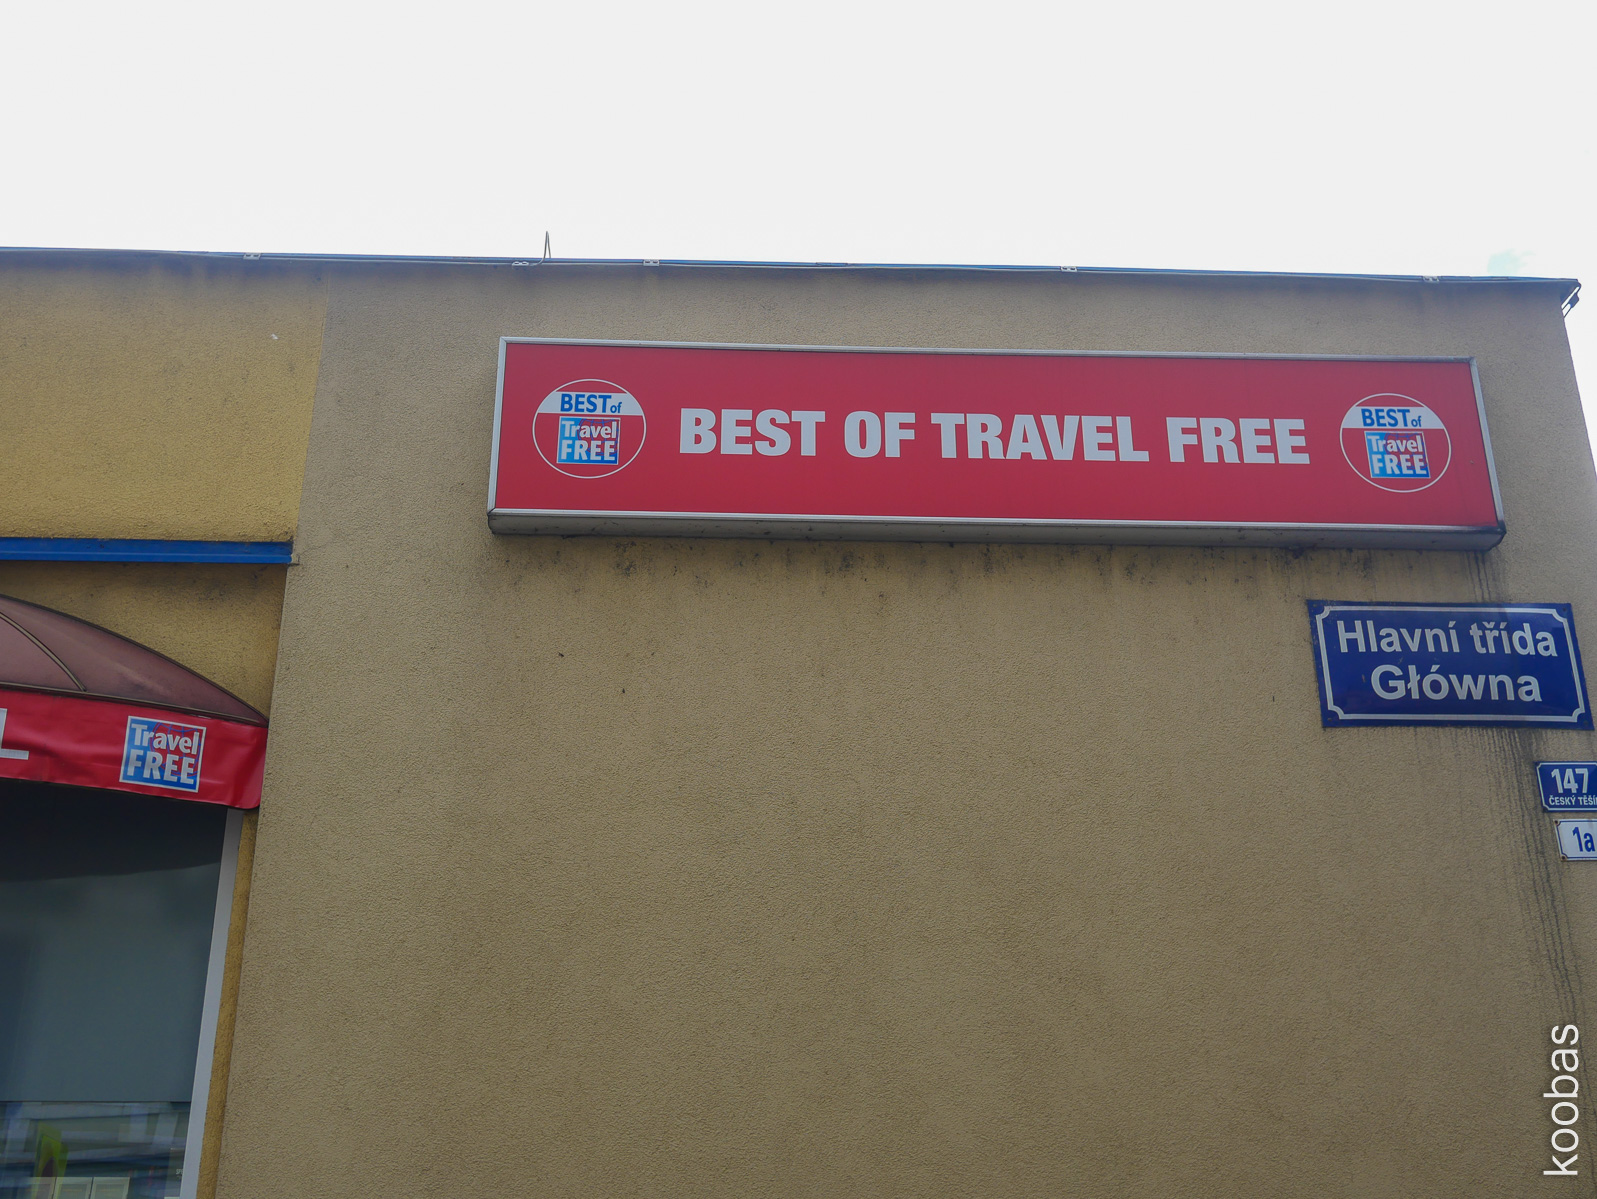 BEST of
Travel
FREE
BEST OF TRAVEL FREE
BEST of
Travel
FREE
Hlavní třída
Główna
147
1a
L
Travel
FREE
koobas